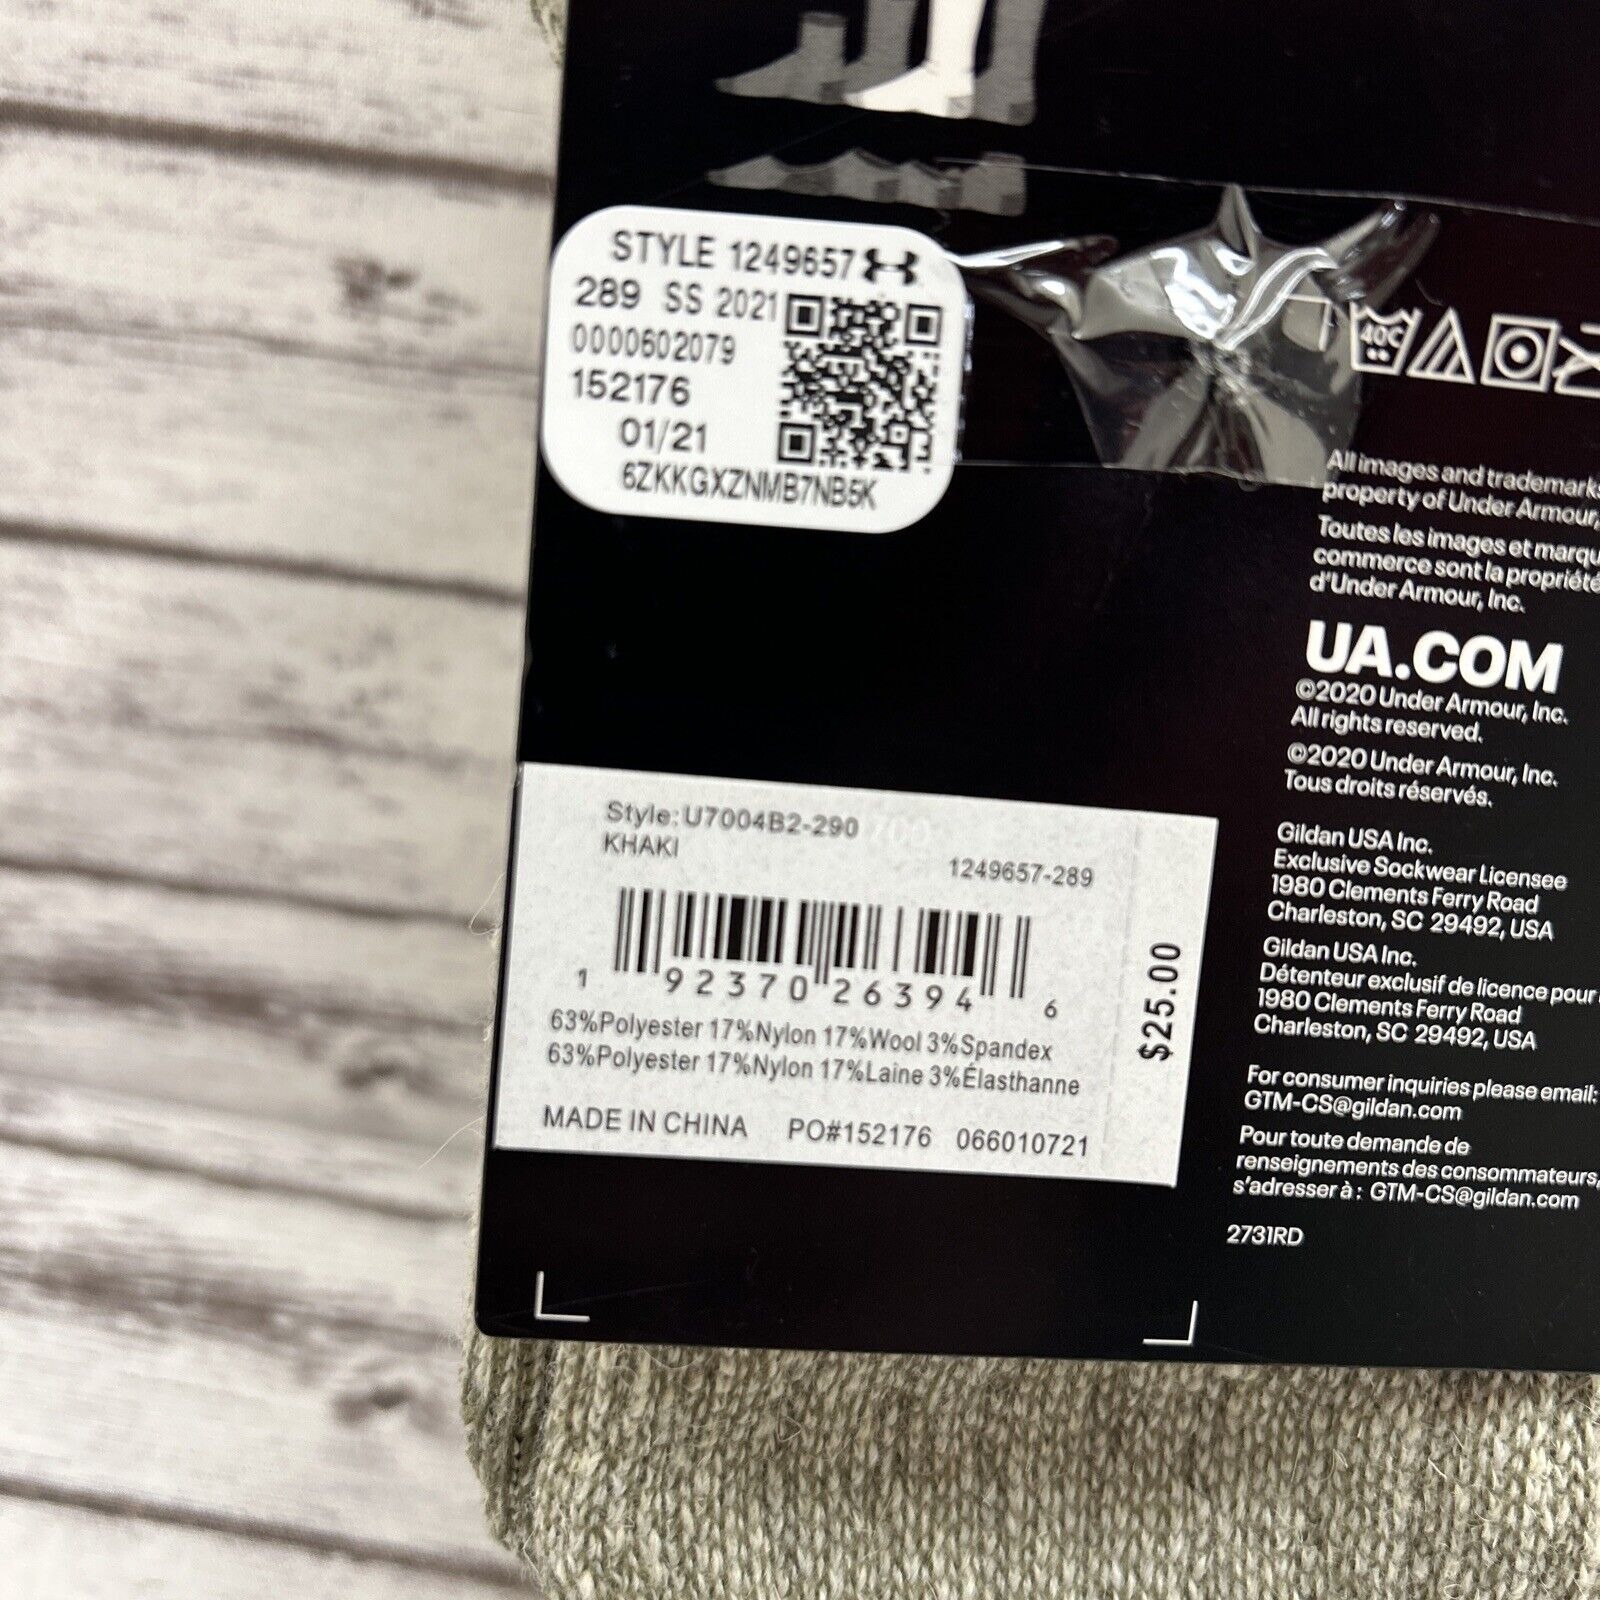 STYLE 1249657
289 SS 2021
0000602079
152176
01/21
6ZKKGXZNMB7NB5K
40C
All images and trademarks
property of Under Armour,
Toutes les images et marqu
commerce sont la propriété
d'Under Armour, Inc.
UA.COM
©2020 Under Armour, Inc.
All rights reserved.
©2020 Under Armour, Inc.
Tous droits réservés.
Gildan USA Inc.
Exclusive Sockwear Licensee
1980 Clements Ferry Road
Charleston, SC 29492, USA
Gildan USA Inc.
Détenteur exclusif de licence pour
1980 Clements Ferry Road
Charleston, SC 29492, USA
For consumer inquiries please email:
GTM-CS@gildan.com
Pour toute demande de
renseignements des consommateurs,
s'adresser à : GTM-CS@gildan.com
2731RD
Style: U7004B2-290
KHAKI
1249657-289
1 92370 26394 6
63%Polyester 17%Nylon 17%Wool 3%Spandex
63%Polyester 17%Nylon 17%Laine 3%Élasthanne
MADE IN CHINA PO#152176 066010721
$25.00